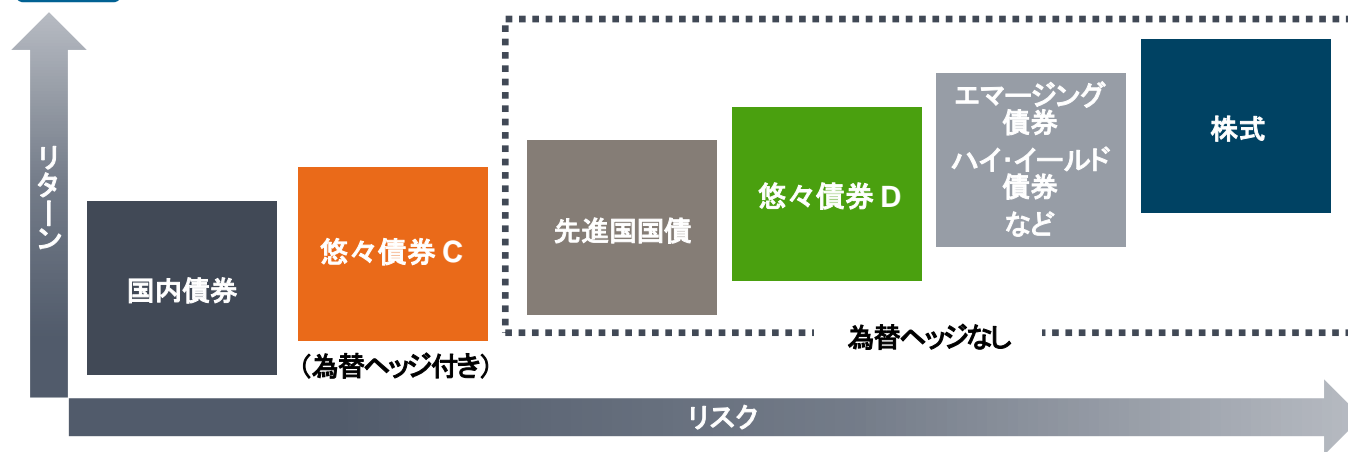 リターン
国内債券
悠々債券 C
(為替ヘッジ付き)
先進国国債
悠々債券 D
エマージング
債券
ハイ・イールド
債券
など
株式
為替ヘッジなし
リスク